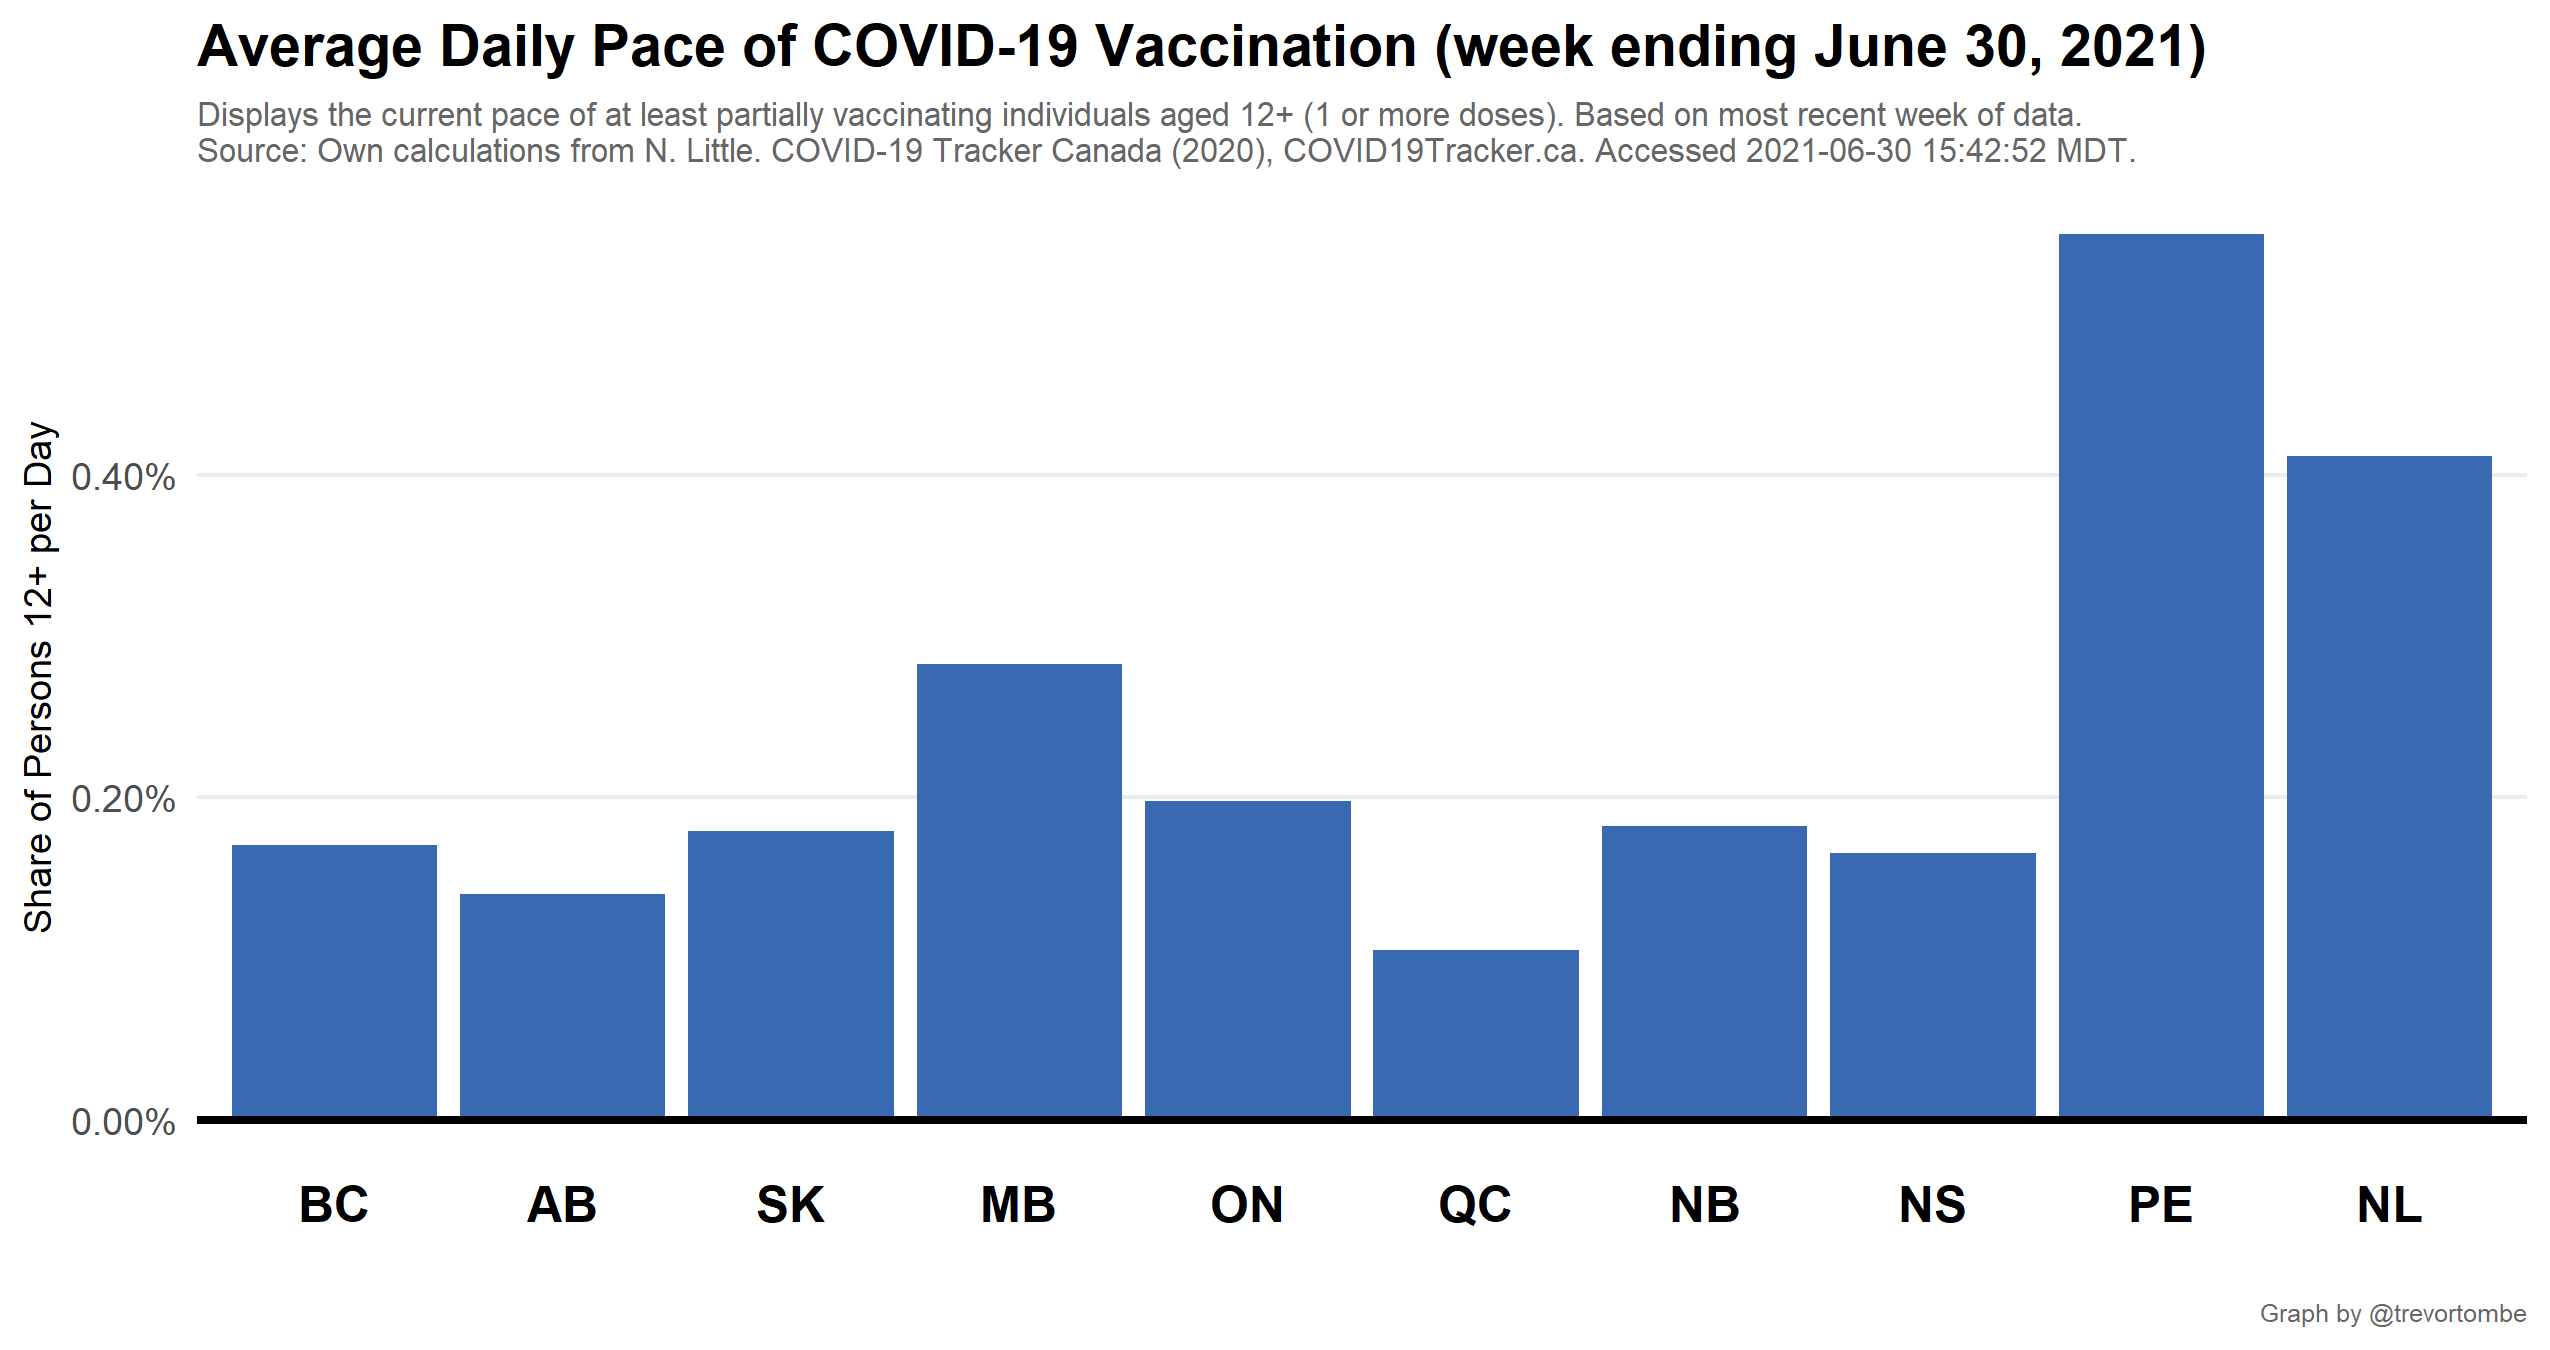 Average Daily Pace of COVID-19 Vaccination (week ending June 30, 2021)
Displays the current pace of at least partially vaccinating individuals aged 12+ (1 or more doses). Based on most recent week of data.
Source: Own calculations from N. Little. COVID-19 Tracker Canada (2020), COVID19Tracker.ca. Accessed 2021-06-30 15:42:52 MDT.
Share of Persons 12+ per Day
0.40%
0.20%
0.00%
BC AB SK MB ON QC NB NS PE NL
Graph by @trevortombe